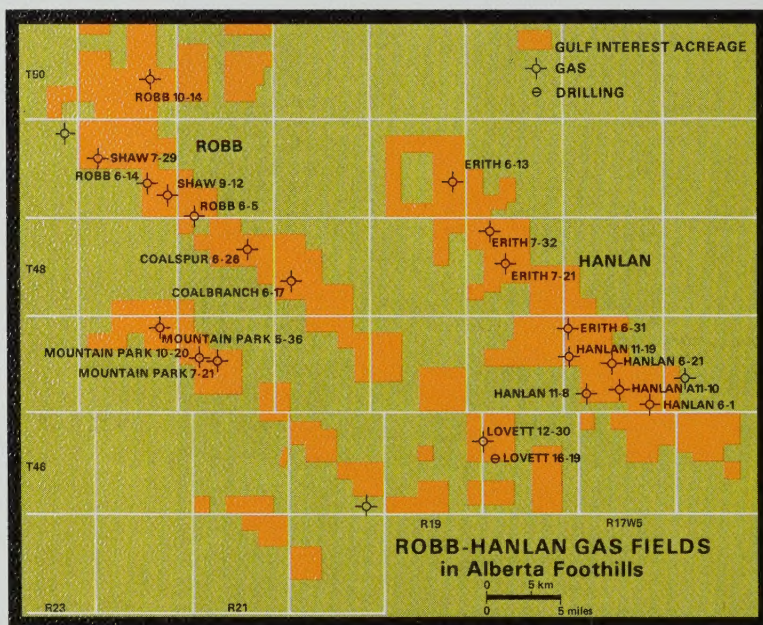 GULF INTEREST ACREAGE
GAS
DRILLING
T50
ROBB 10-14
ROBB
SHAW 7-29
ROBB 6-14
SHAW 9-12
ROBB 6-5
ERITH 6-13
COALSPUR 6-28
ERITH 7-32
HANLAN
ERITH 7-21
T48
COALBRANCH 6-17
MOUNTAIN PARK 5-36
MOUNTAIN PARK 10-20
MOUNTAIN PARK 7-21
ERITH 6-31
HANLAN 11-19
HANLAN 6-21
HANLAN 11-8
HANLAN A11-10
HANLAN 6-1
LOVETT 12-30
LOVETT 16-19
T46
R19
R17W5
ROBB-HANLAN GAS FIELDS
in Alberta Foothills
0 5 km
0 5 miles
R23
R21